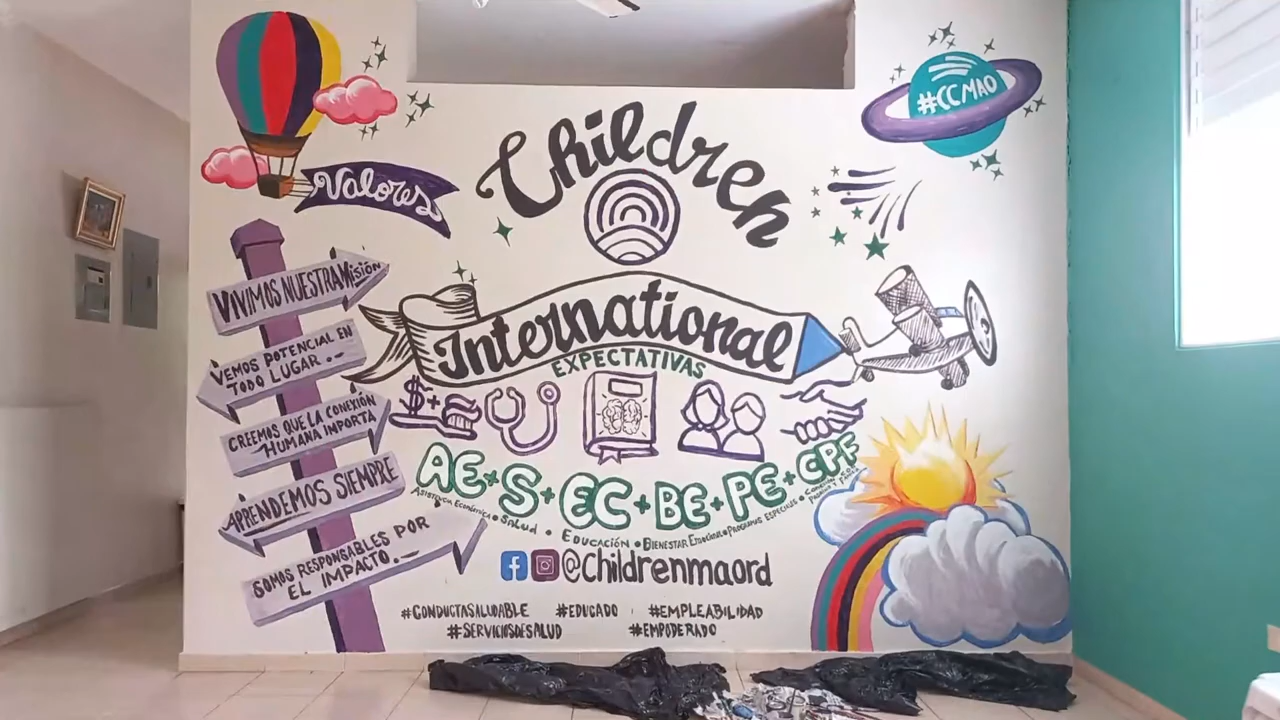 #CCMAO
Children
Valores
VIVIMOS NUESTRA Misión
International
EXPECTATIVAS
VEMOS POTENCIAL EN
TODO LUGAR.-
$+
CREEMOS QUE LA CONEXIÓN
HUMANA IMPORTA
AE+S+EC+BE+PE+CPF
ASISTENCIA ECONÓMICA • SALUD • EDUCACIÓN • BIENESTAR EMOCIONAL • PROGRAMAS ESPECIALES •
APRENDEMOS SIEMPRE
SOMOS RESPONSABLES POR
EL IMPACTO.-
@Childrenmaord
#CONDUCTASALUDABLE #EDUCADO #EMPLEABILIDAD
#SERVICIOSDESALUD #EMPODERADO